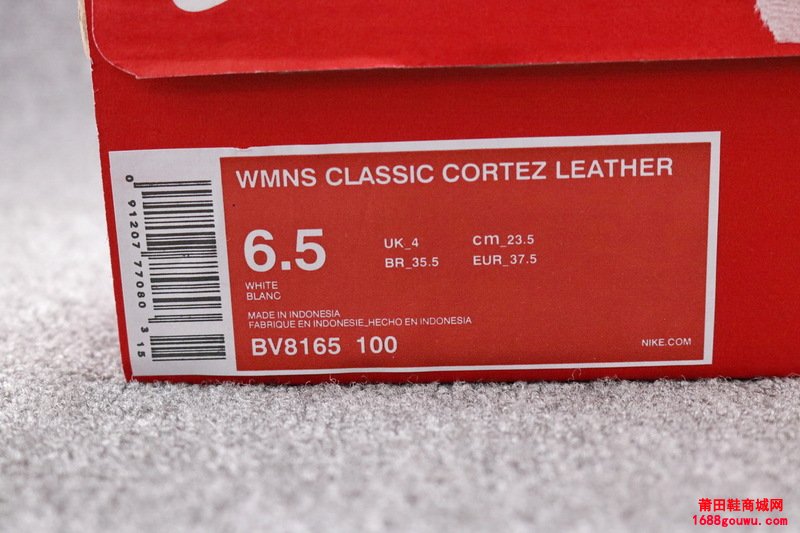 WMNS CLASSIC CORTEZ LEATHER
6.5
UK_4 cm_23.5
BR_35.5 EUR_37.5
WHITE
BLANC
MADE IN INDONESIA
FABRIQUE EN INDONESIE_HECHO EN INDONESIA
BV8165 100
NIKE.COM
0 91207 77080 3 15
莆田鞋商城网
1688gouwu.com